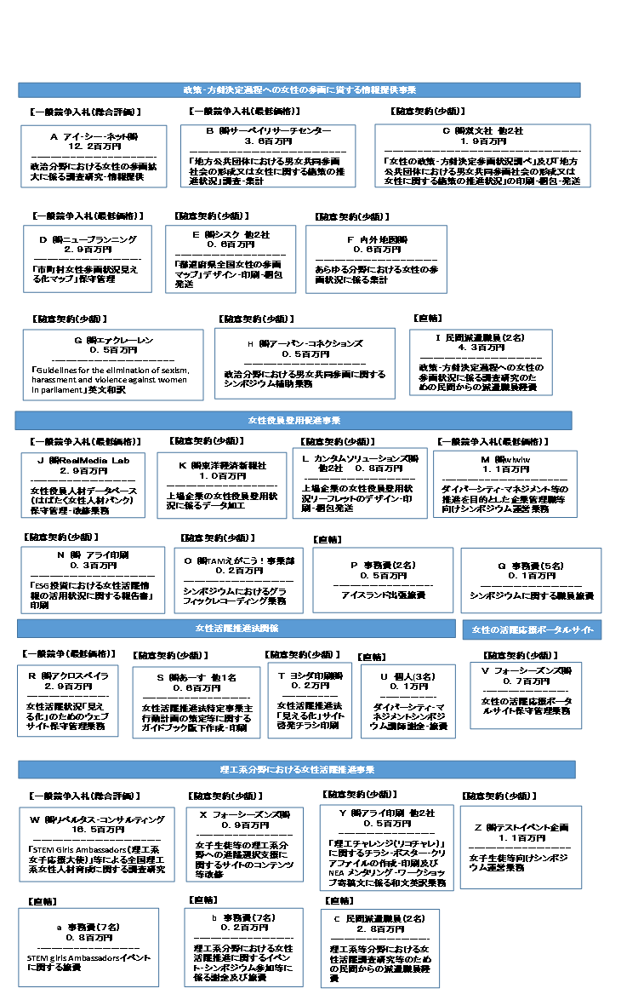 政策・方針決定過程への女性の参画に資する情報提供事業
【一般競争入札(総合評価)】
A アイ・シー・ネット㈱
12.2百万円
政治分野における女性の参画拡
大に係る調査研究・情報提供
【一般競争入札(最低価格)】
B ㈱サーベイリサーチセンター
3.6百万円
「地方公共団体における男女共同参画
社会の形成又は女性に関する施策の推
進状況」調査・集計
【随意契約(少額)】
C ㈱双文社 他2社
1.9百万円
「女性の政策・方針決定参画状況調べ」及び「地方
公共団体における男女共同参画社会の形成又は
女性に関する施策の推進状況」の印刷・梱包・発送
【一般競争入札(最低価格)】
D ㈱ニュープランニング
2.9百万円
「市町村女性参画状況見え
る化マップ」保守管理
【随意契約(少額)】
E ㈱シスク 他2社
0.6百万円
「都道府県全国女性の参画
マップ」デザイン・印刷・梱包
発送
【随意契約(少額)】
F 内外地図㈱
0.6百万円
あらゆる分野における女性の参
画状況に係る集計
【随意契約(少額)】
G ㈱エァクレーレン
0.5百万円
「Guidelines for the elimination of sexism,
harassment and violence against women
in parliament」英文和訳
【随意契約(少額)】
H ㈱アーバン・コネクションズ
0.5百万円
政治分野における男女共同参画に関する
シンポジウム補助業務
【直轄】
I 民間派遣職員(2名)
4.3百万円
政策・方針決定過程への女性の
参画状況に係る調査研究のた
めの民間からの派遣職員経費
女性役員登用促進事業
【一般競争入札(最低価格)】
J ㈱RealMedia Lab
2.9百万円
女性役員人材データベース
(はばたく女性人材バンク)
保守管理・改修業務
【随意契約(少額)】
K ㈱東洋経済新報社
1.0百万円
上場企業の女性役員登用状
況に係るデータ加工
【随意契約(少額)】
L カンタムソリューションズ㈱
他2社 0.8百万円
上場企業の女性役員登用状
況リーフレットのデザイン・印
刷・梱包発送
【一般競争入札(最低価格)】
M ㈱wiwiw
1.1百万円
ダイバーシティ・マネジメント等の
推進を目的とした企業管理職等
向けシンポジウム運営業務
【随意契約(少額)】
N ㈱ アライ印刷
0.3百万円
「ESG投資における女性活躍情
報の活用状況に関する報告書」
印刷
【随意契約(少額)】
O ㈱TAMえがこう!事業部
0.2百万円
シンポジウムにおけるグラ
フィックレコーディング業務
【直轄】
P 事務費(2名)
0.5百万円
アイスランド出張旅費
Q 事務費(5名)
0.1百万円
シンポジウムに関する職員旅費
女性活躍推進法関係
女性の活躍応援ポータルサイト
【一般競争(最低価格)】
R ㈱アクロスペイラ
2.9百万円
女性活躍状況「見え
る化」のためのウェブ
サイト保守管理業務
【随意契約(少額)】
S ㈱あーす 他1名
0.6百万円
女性活躍推進法特定事業主
行動計画の策定等に関する
ガイドブック版下作成・印刷
【随意契約(少額)】
T ヨシダ印刷㈱
0.2万円
女性活躍推進法
「見える化」サイト
啓発チラシ印刷
【直轄】
U 個人(3名)
0.1万円
ダイバーシティ・マ
ネジメントシンポジ
ウム講師謝金・旅費
【随意契約(少額)】
V フォーシーズンズ㈱
0.7百万円
女性の活躍応援ポータ
ルサイト保守管理業務
理工系分野における女性活躍推進事業
【一般競争入札(総合評価)】
W ㈱リベルタス・コンサルティング
16.5百万円
「STEM Girls Ambassadors(理工系
女子応援大使)」等による全国理工
系女性人材育成に関する調査研究
【随意契約(少額)】
X フォーシーズンズ㈱
0.9百万円
女子生徒等の理工系分
野への進路選択支援に
関するサイトのコンテンツ
等改修
【随意契約(少額)】
Y ㈱アライ印刷 他2社
0.5百万円
「理工チャレンジ(リコチャレ)」
に関するチラシ・ポスター・クリ
アファイルの作成・印刷及び
NEA メンタリング・ワークショッ
プ寄稿文に係る和文英訳業務
【随意契約(少額)】
Z ㈱テストイベント企画
1.1百万円
女子生徒等向けシンポジ
ウム運営業務
【直轄】
a 事務費(7名)
0.8百万円
STEM girls Ambassadorsイベント
に関する旅費
【直轄】
b 事務費(7名)
0.2百万円
理工系分野における女性
活躍推進に関するイベン
ト・シンポジウム参加等に
係る謝金及び旅費
【直轄】
c 民間派遣職員(2名)
2.8百万円
理工系等分野における女
性活躍調査研究等のため
の民間からの派遣職員経
費